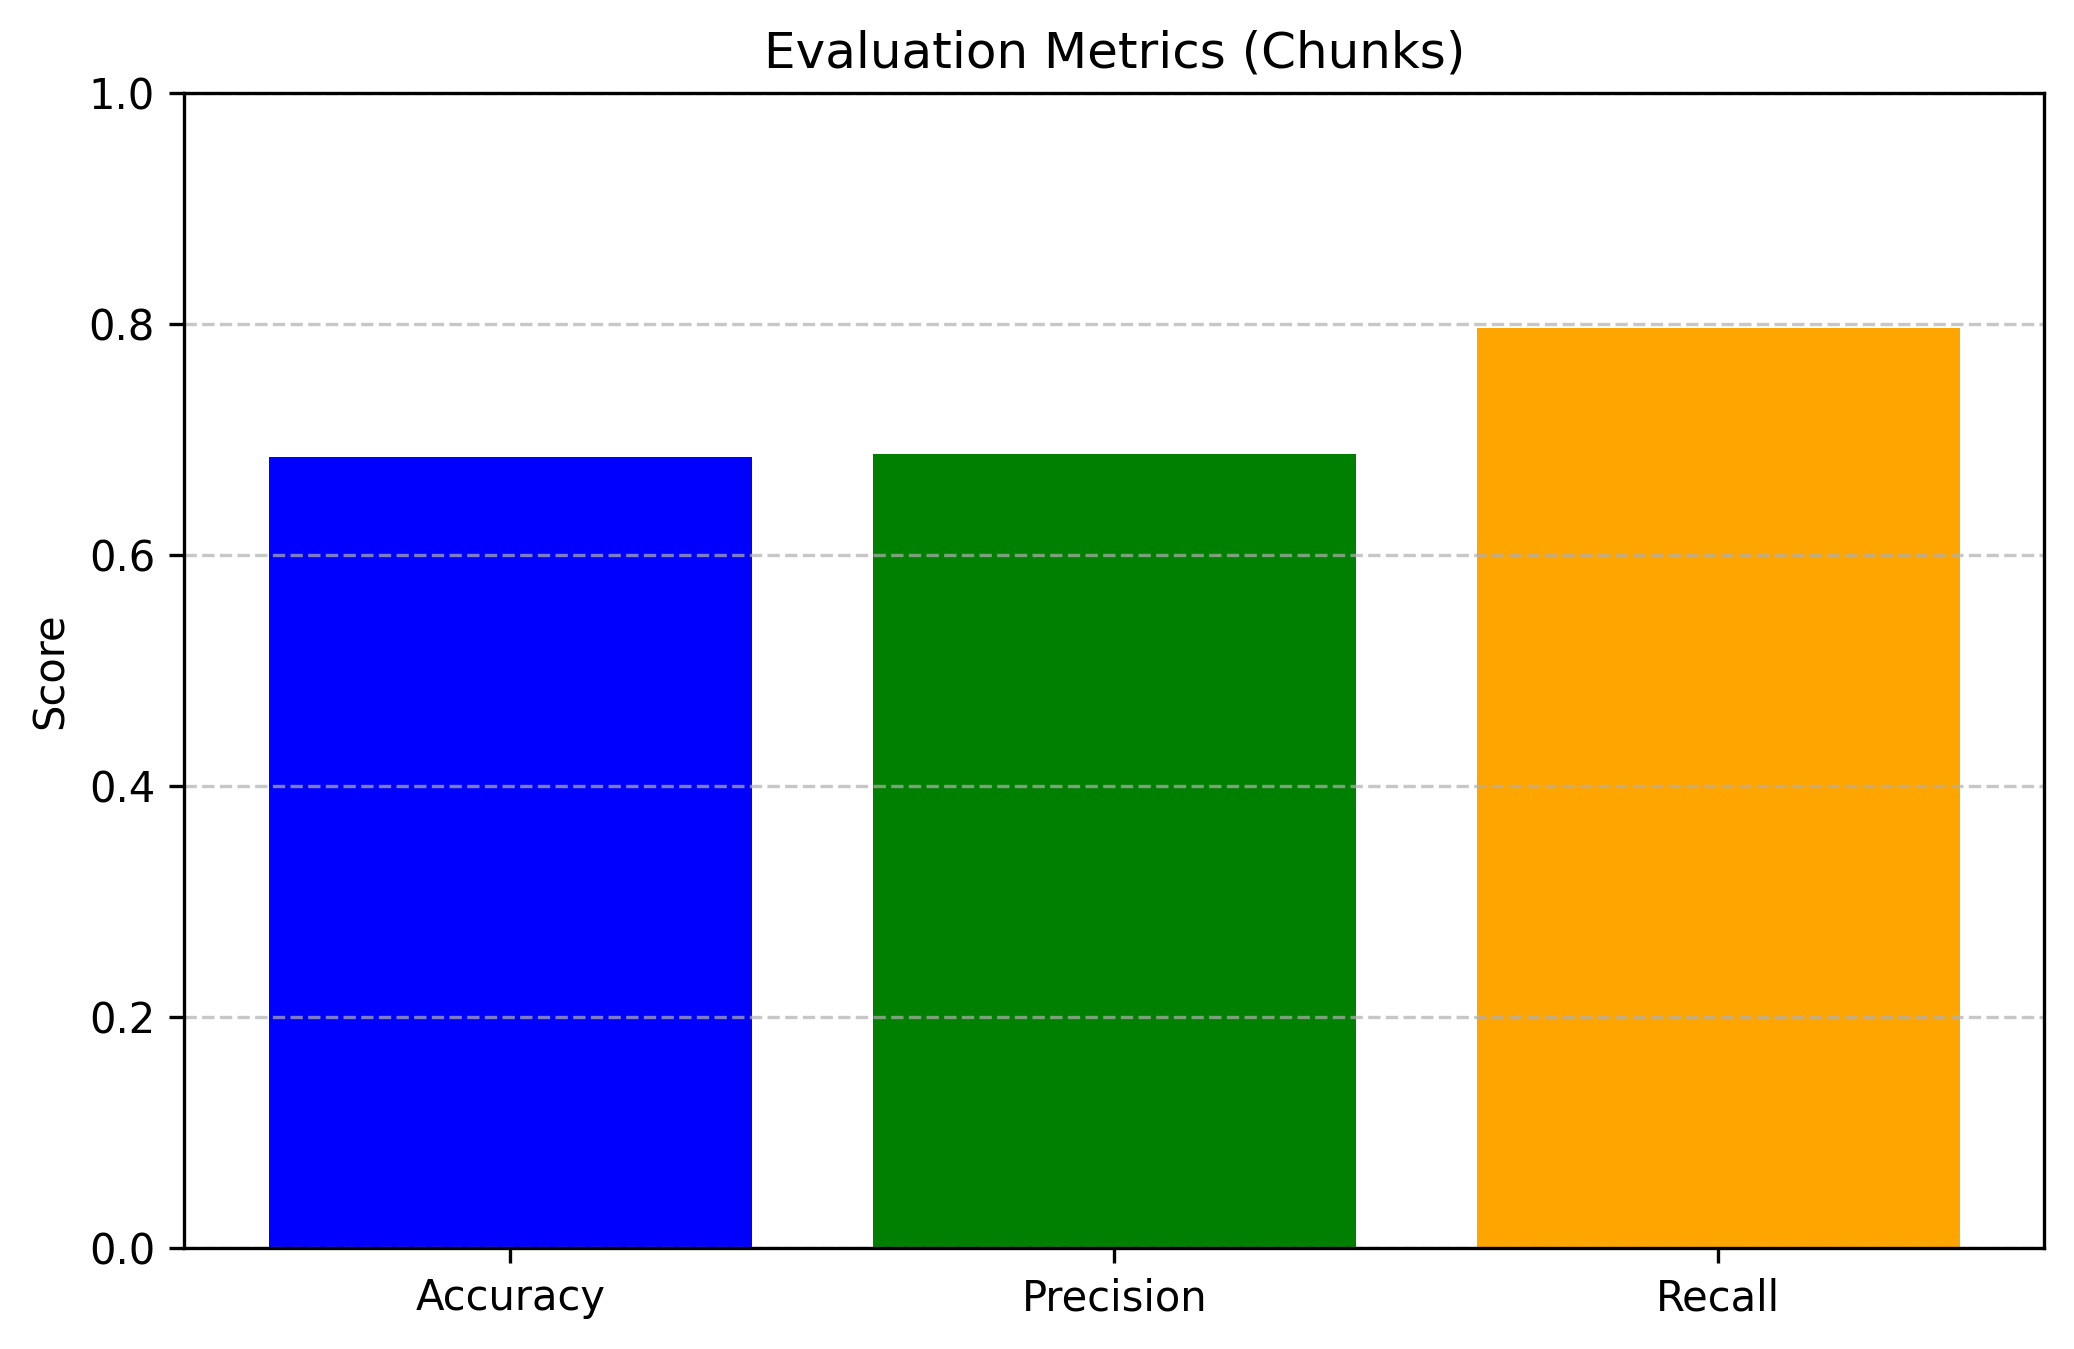 Evaluation Metrics (Chunks)
1.0
0.8
0.6
0.4
0.2
0.0
Score
Accuracy
Precision
Recall